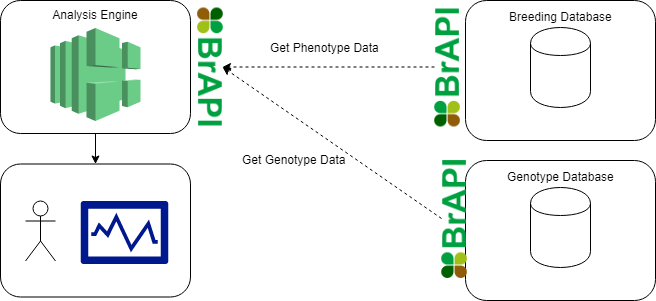 Analysis Engine
BrAPI
Get Phenotype Data
BrAPI
Breeding Database
Get Genotype Data
BrAPI
Genotype Database